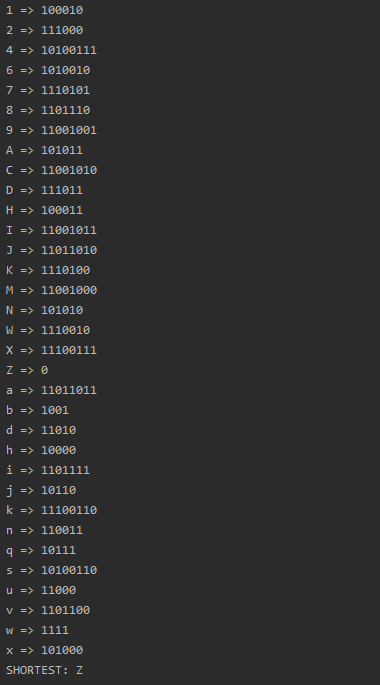 1 => 100010
2 => 111000
4 => 10100111
6 => 1010010
7 => 1110101
8 => 1101110
9 => 11001001
A => 101011
C => 11001010
D => 111011
H => 100011
I => 11001011
J => 11011010
K => 1110100
M => 11001000
N => 101010
W => 1110010
X => 11100111
Z => 0
a => 11011011
b => 1001
d => 11010
h => 10000
i => 1101111
j => 10110
k => 11100110
n => 110011
q => 10111
s => 10100110
u => 11000
v => 1101100
w => 1111
x => 101000
SHORTEST: Z